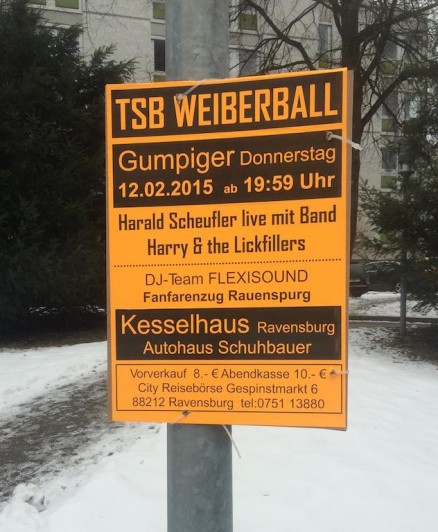 TSB WEIBERBALL
Gumpiger Donnerstag
12.02.2015 ab 19:59 Uhr
Harald Scheufler live mit Band
Harry & the Lickfillers
DJ-Team FLEXISOUND
Fanfarenzug Rauenspurg
Kesselhaus Ravensburg
Autohaus Schuhbauer
Vorverkauf 8.- € Abendkasse 10.- €
City Reisebörse Gespinstmarkt 6
88212 Ravensburg tel:0751 13880